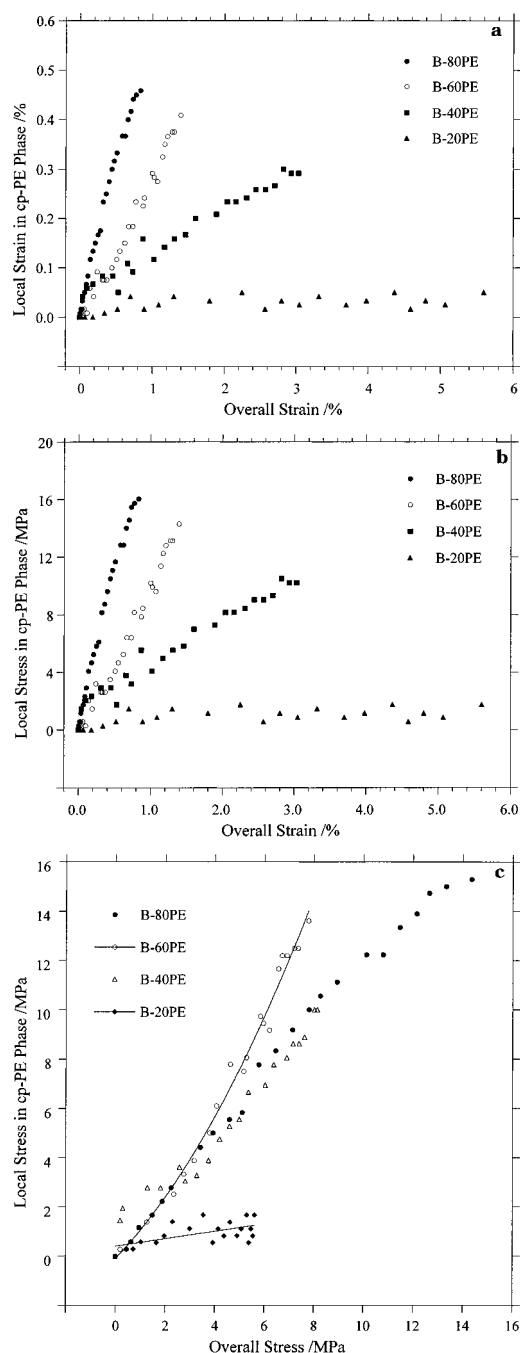 a
0.6
0.5
0.4
0.3
0.2
0.1
0.0
Local Strain in cp-PE Phase /%
B-80PE
B-60PE
B-40PE
B-20PE
0 1 2 3 4 5 6
Overall Strain /%
b
20
16
12
8
4
0
Local Stress in cp-PE Phase /MPa
B-80PE
B-60PE
B-40PE
B-20PE
0.0 1.0 2.0 3.0 4.0 5.0 6.0
Overall Strain /%
c
16
14
12
10
8
6
4
2
0
Local Stress in cp-PE Phase /MPa
B-80PE
B-60PE
B-40PE
B-20PE
0 2 4 6 8 10 12 14 16
Overall Stress /MPa